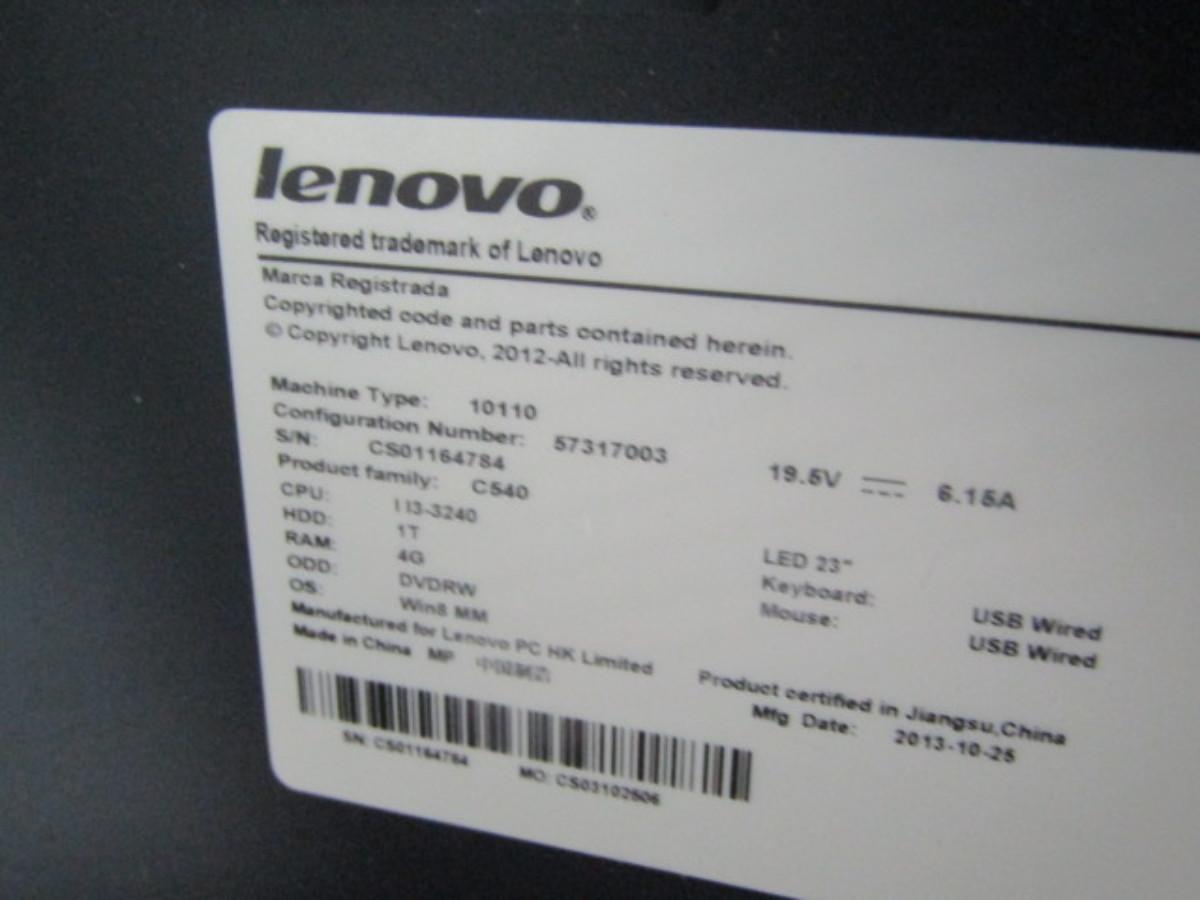 lenovo®
Registered trademark of Lenovo
Marca Registrada
Copyrighted code and parts contained herein.
© Copyright Lenovo, 2012-All rights reserved.
Machine Type: 10110
Configuration Number: 57317003
S/N: CS01164784
19.5V 6.15A
Product family: C540
CPU: I I3-3240
HDD: 1T
RAM: 4G
ODD: DVDRW
OS: Win8 MM
LED 23"
Keyboard: USB Wired
Mouse: USB Wired
Manufactured for Lenovo PC HK Limited
Made in China MP 中国制造
Product certified in Jiangsu,China
Mfg Date: 2013-10-25
SN: CS01164784 MO: CS03102506